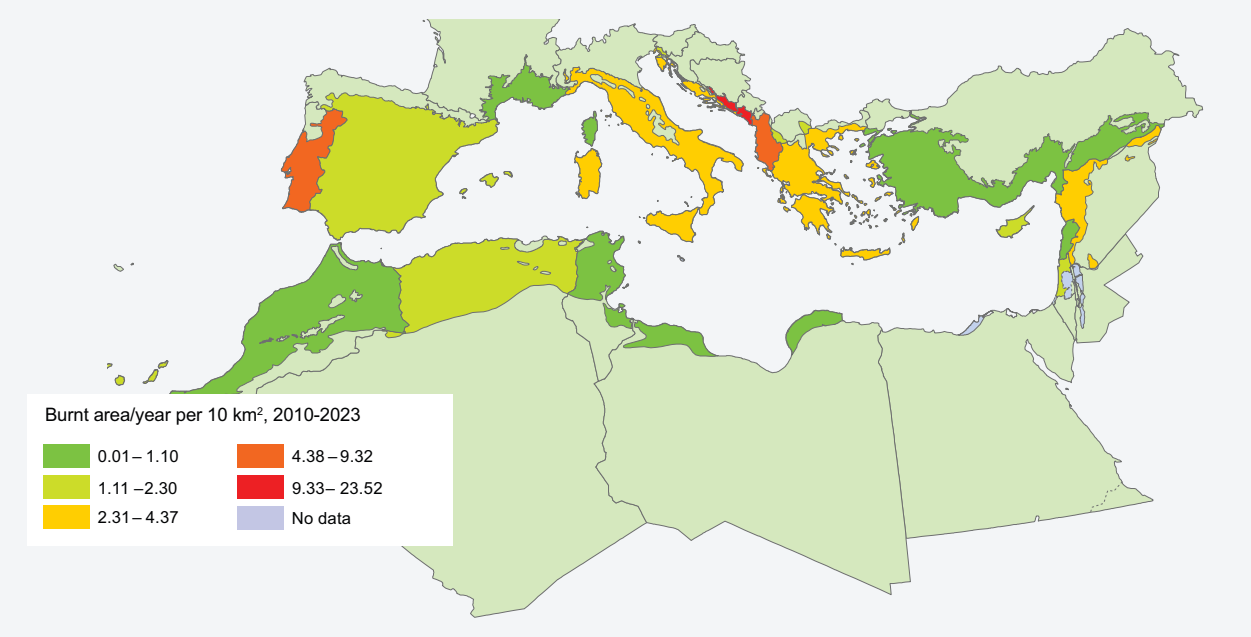 Burnt area/year per 10 km², 2010-2023
0.01 – 1.10
1.11 –2.30
2.31 – 4.37
4.38 – 9.32
9.33– 23.52
No data